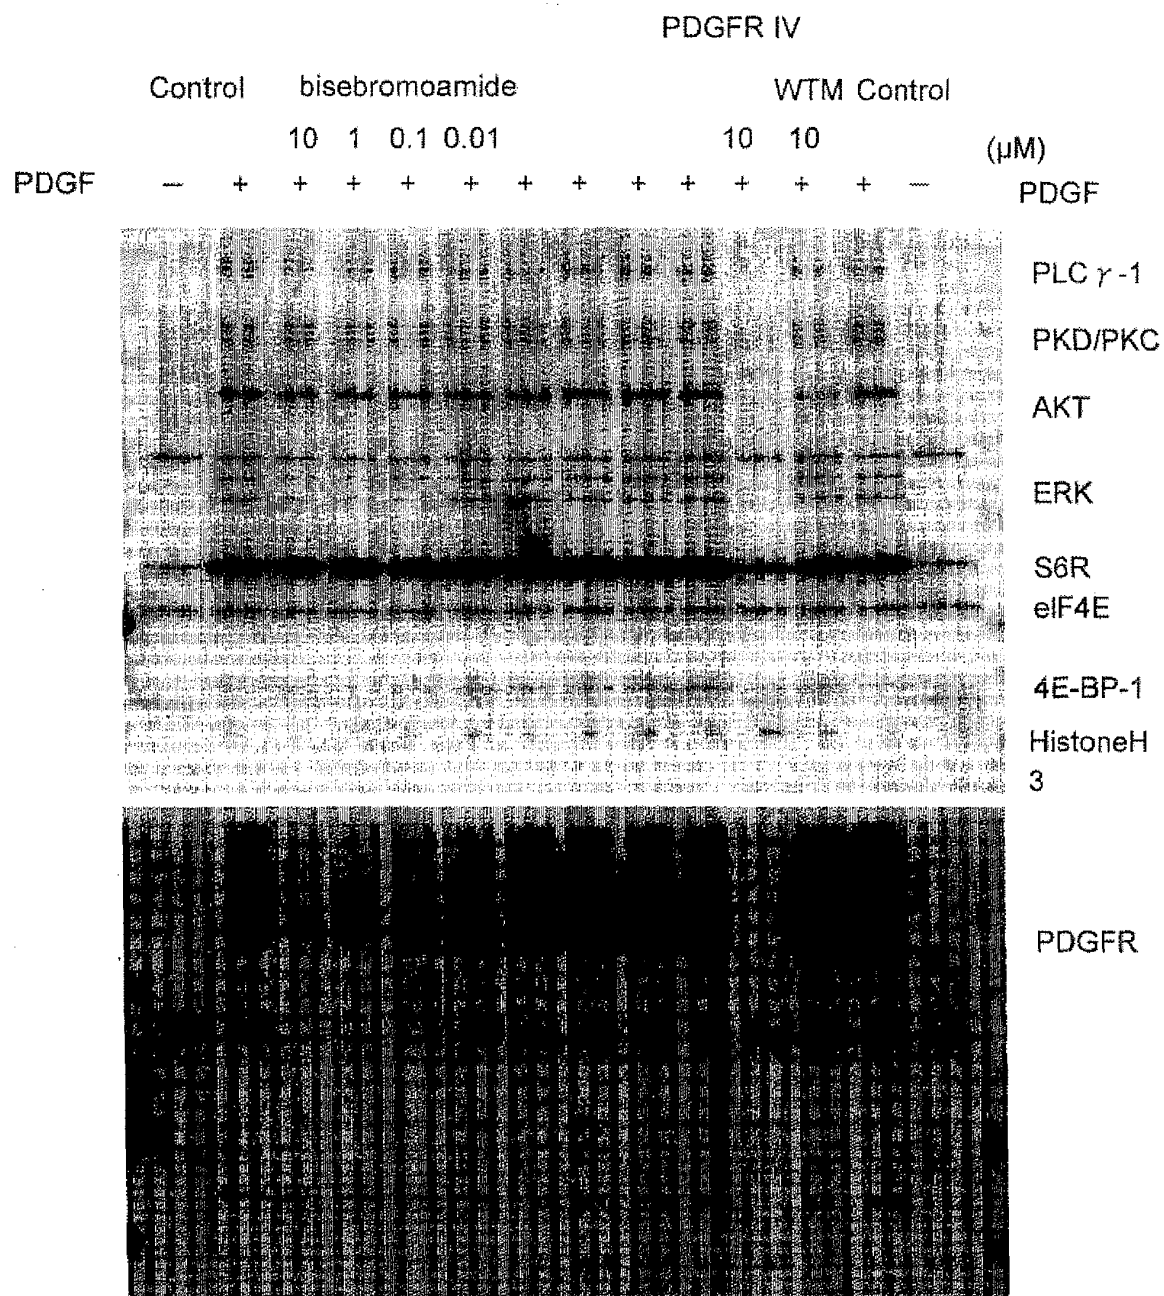 PDGFR IV
Control bisebromoamide WTM Control
10 1 0.1 0.01 10 10 (μM)
PDGF − + + + + + + + + + + + + − PDGF
PLC γ-1
PKD/PKC
AKT
ERK
S6R
eIF4E
4E-BP-1
HistoneH
3
PDGFR